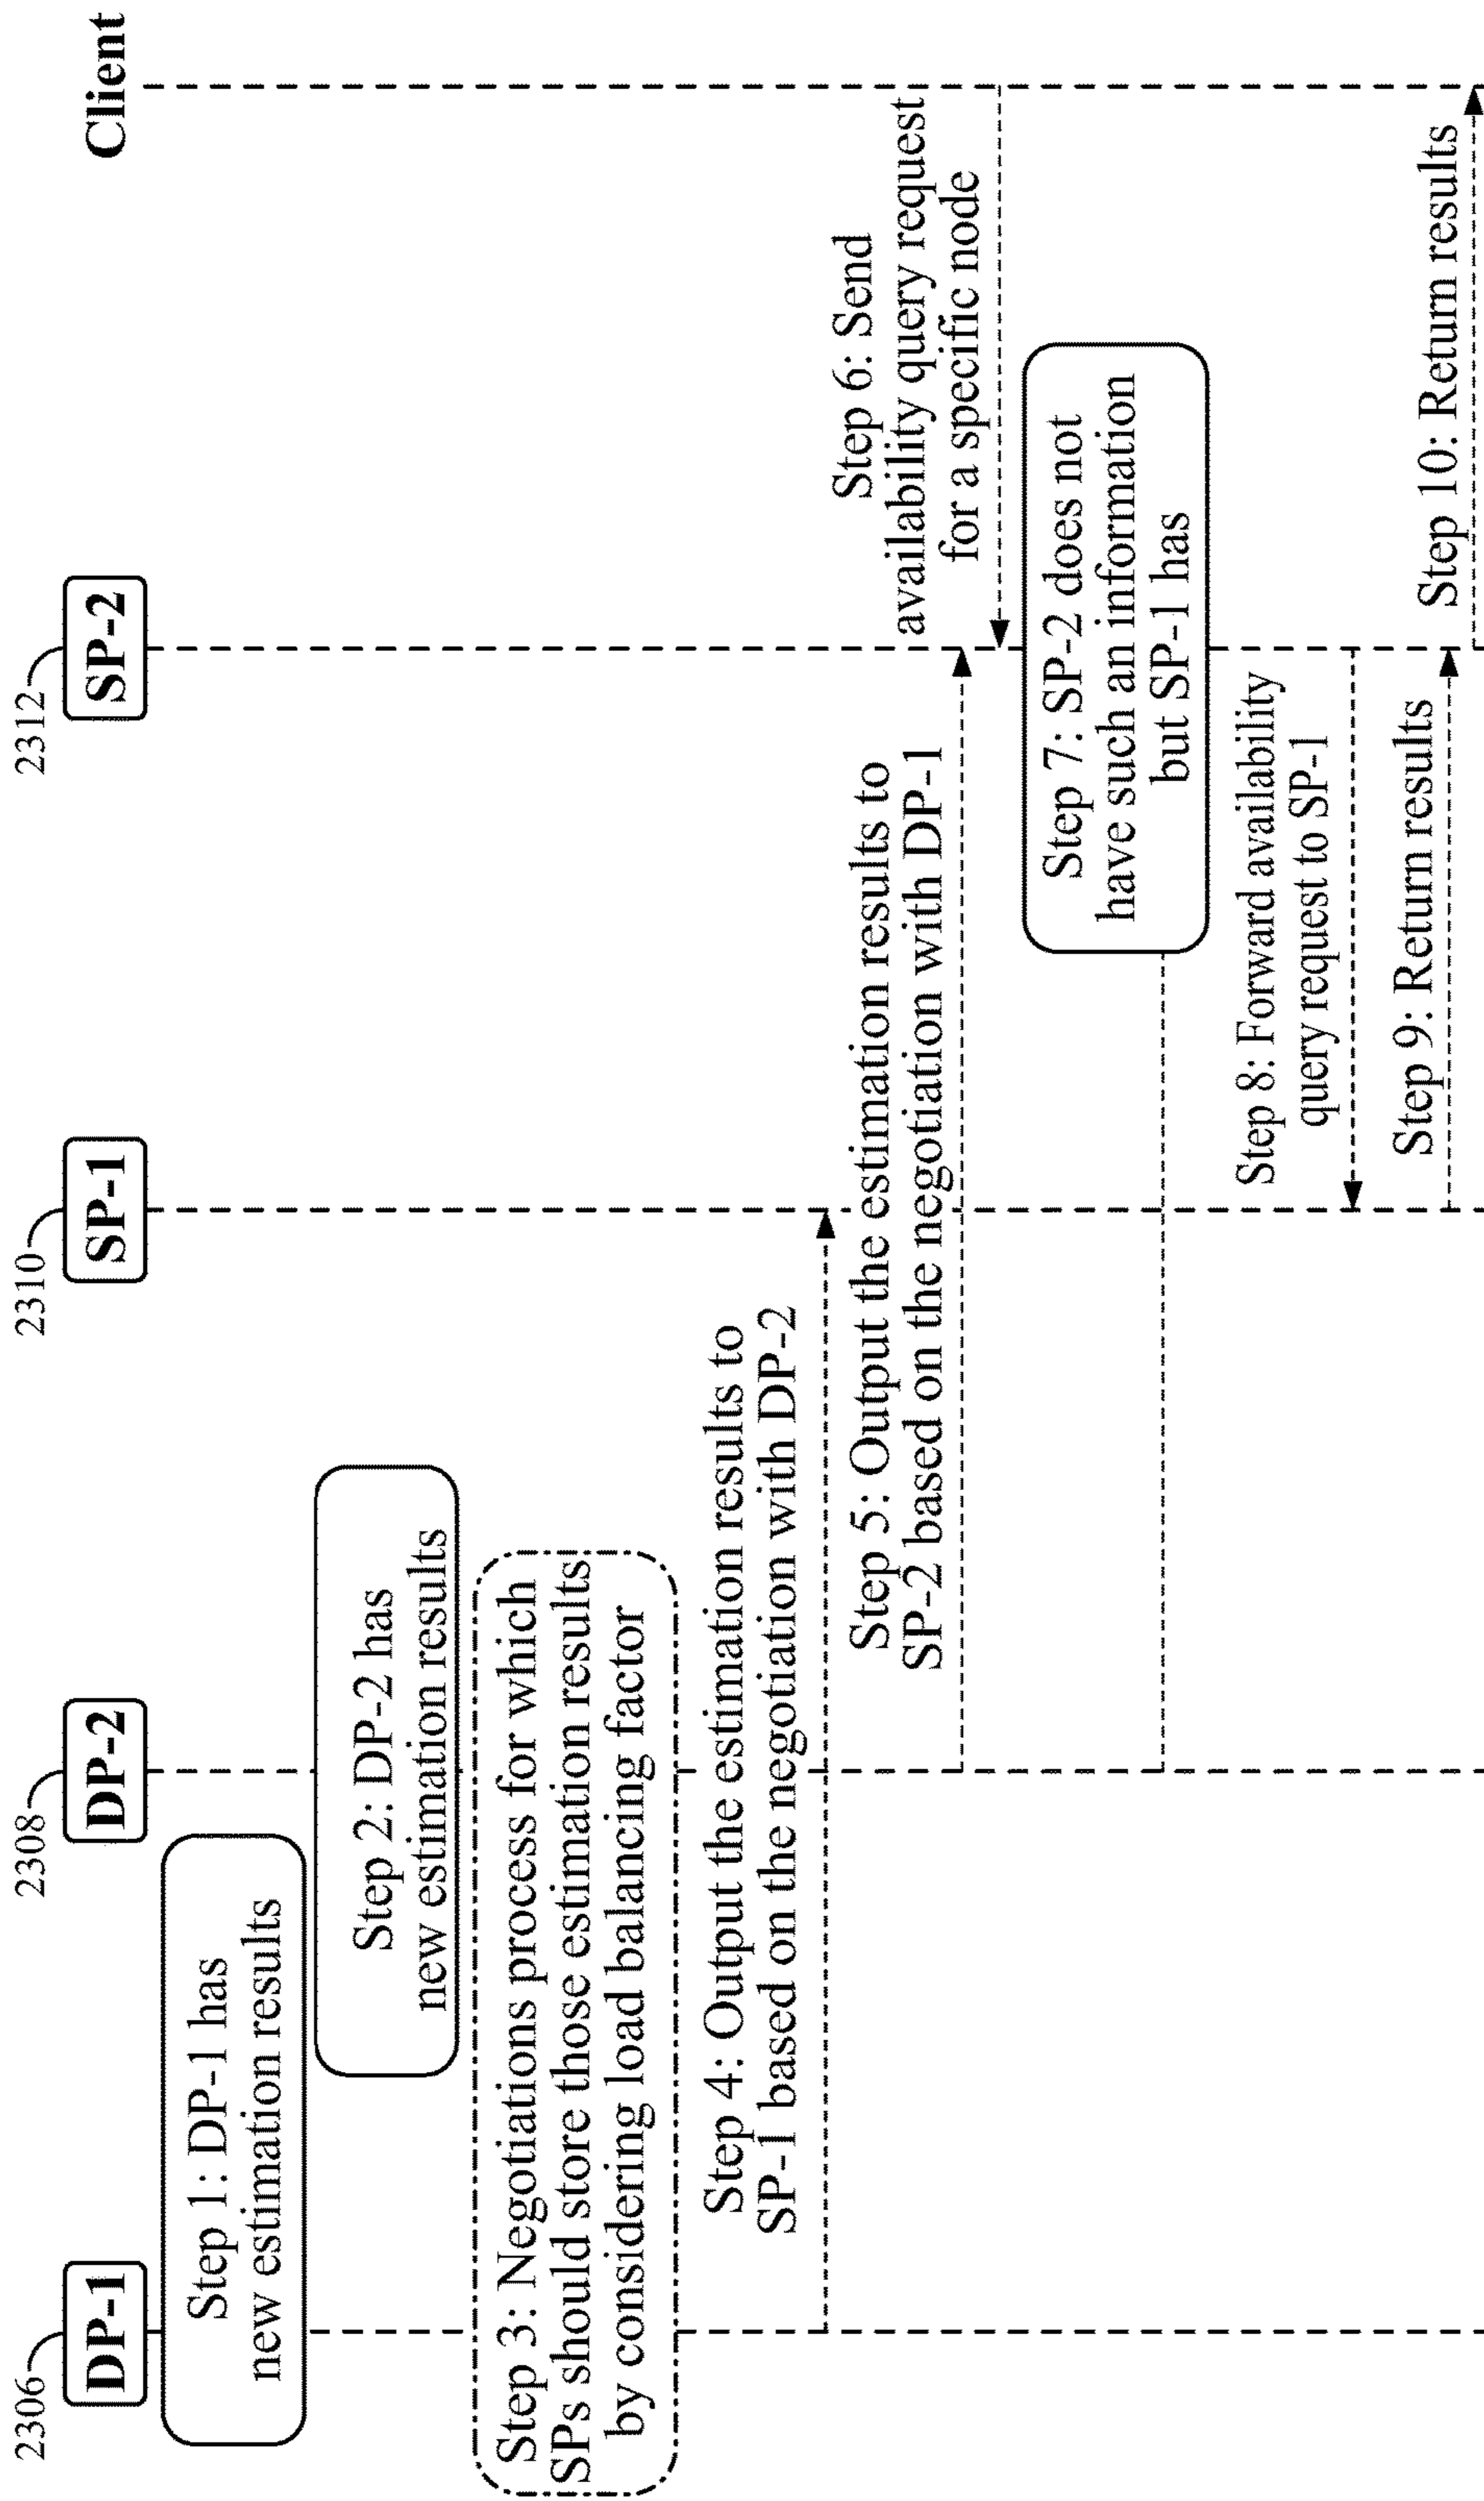 2306
2308
2310
2312
DP-1
DP-2
SP-1
SP-2
Client
Step 1: DP-1 has
new estimation results
Step 2: DP-2 has
new estimation results
Step 3: Negotiations process for which
SPs should store those estimation results
by considering load balancing factor
Step 4: Output the estimation results to
SP-1 based on the negotiation with DP-2
Step 5: Output the estimation results to
SP-2 based on the negotiation with DP-1
Step 6: Send
availability query request
for a specific node
Step 7: SP-2 does not
have such an information
but SP-1 has
Step 8: Forward availability
query request to SP-1
Step 9: Return results
Step 10: Return results